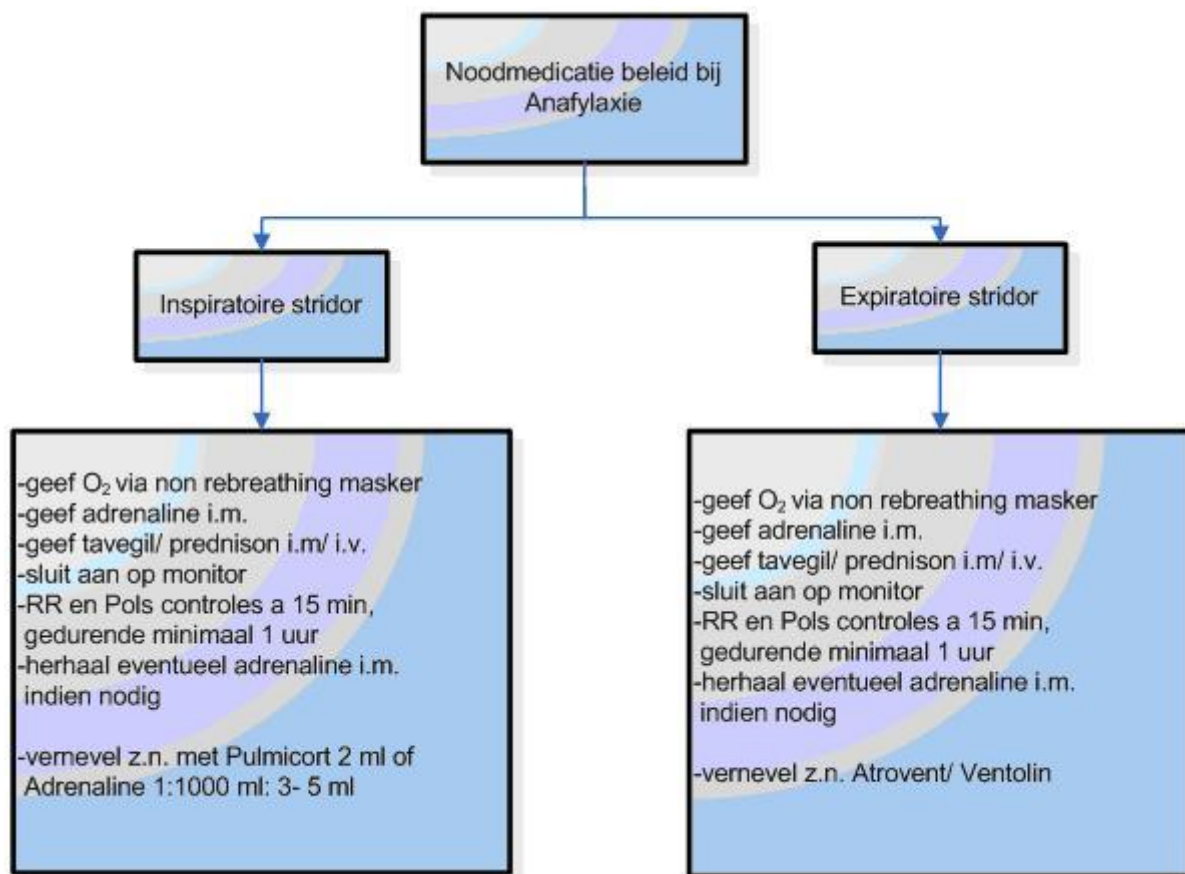 Noodmedicatie beleid bij
Anafylaxie
Inspiratoire stridor
Expiratoire stridor
-geef O₂ via non rebreathing masker
-geef adrenaline i.m.
-geef tavegil/ prednison i.m/ i.v.
-sluit aan op monitor
-RR en Pols controles a 15 min,
gedurende minimaal 1 uur
-herhaal eventueel adrenaline i.m.
indien nodig
-vernevel z.n. met Pulmicort 2 ml of
Adrenaline 1:1000 ml: 3- 5 ml
-geef O₂ via non rebreathing masker
-geef adrenaline i.m.
-geef tavegil/ prednison i.m/ i.v.
-sluit aan op monitor
-RR en Pols controles a 15 min,
gedurende minimaal 1 uur
-herhaal eventueel adrenaline i.m.
indien nodig
-vernevel z.n. Atrovent/ Ventolin